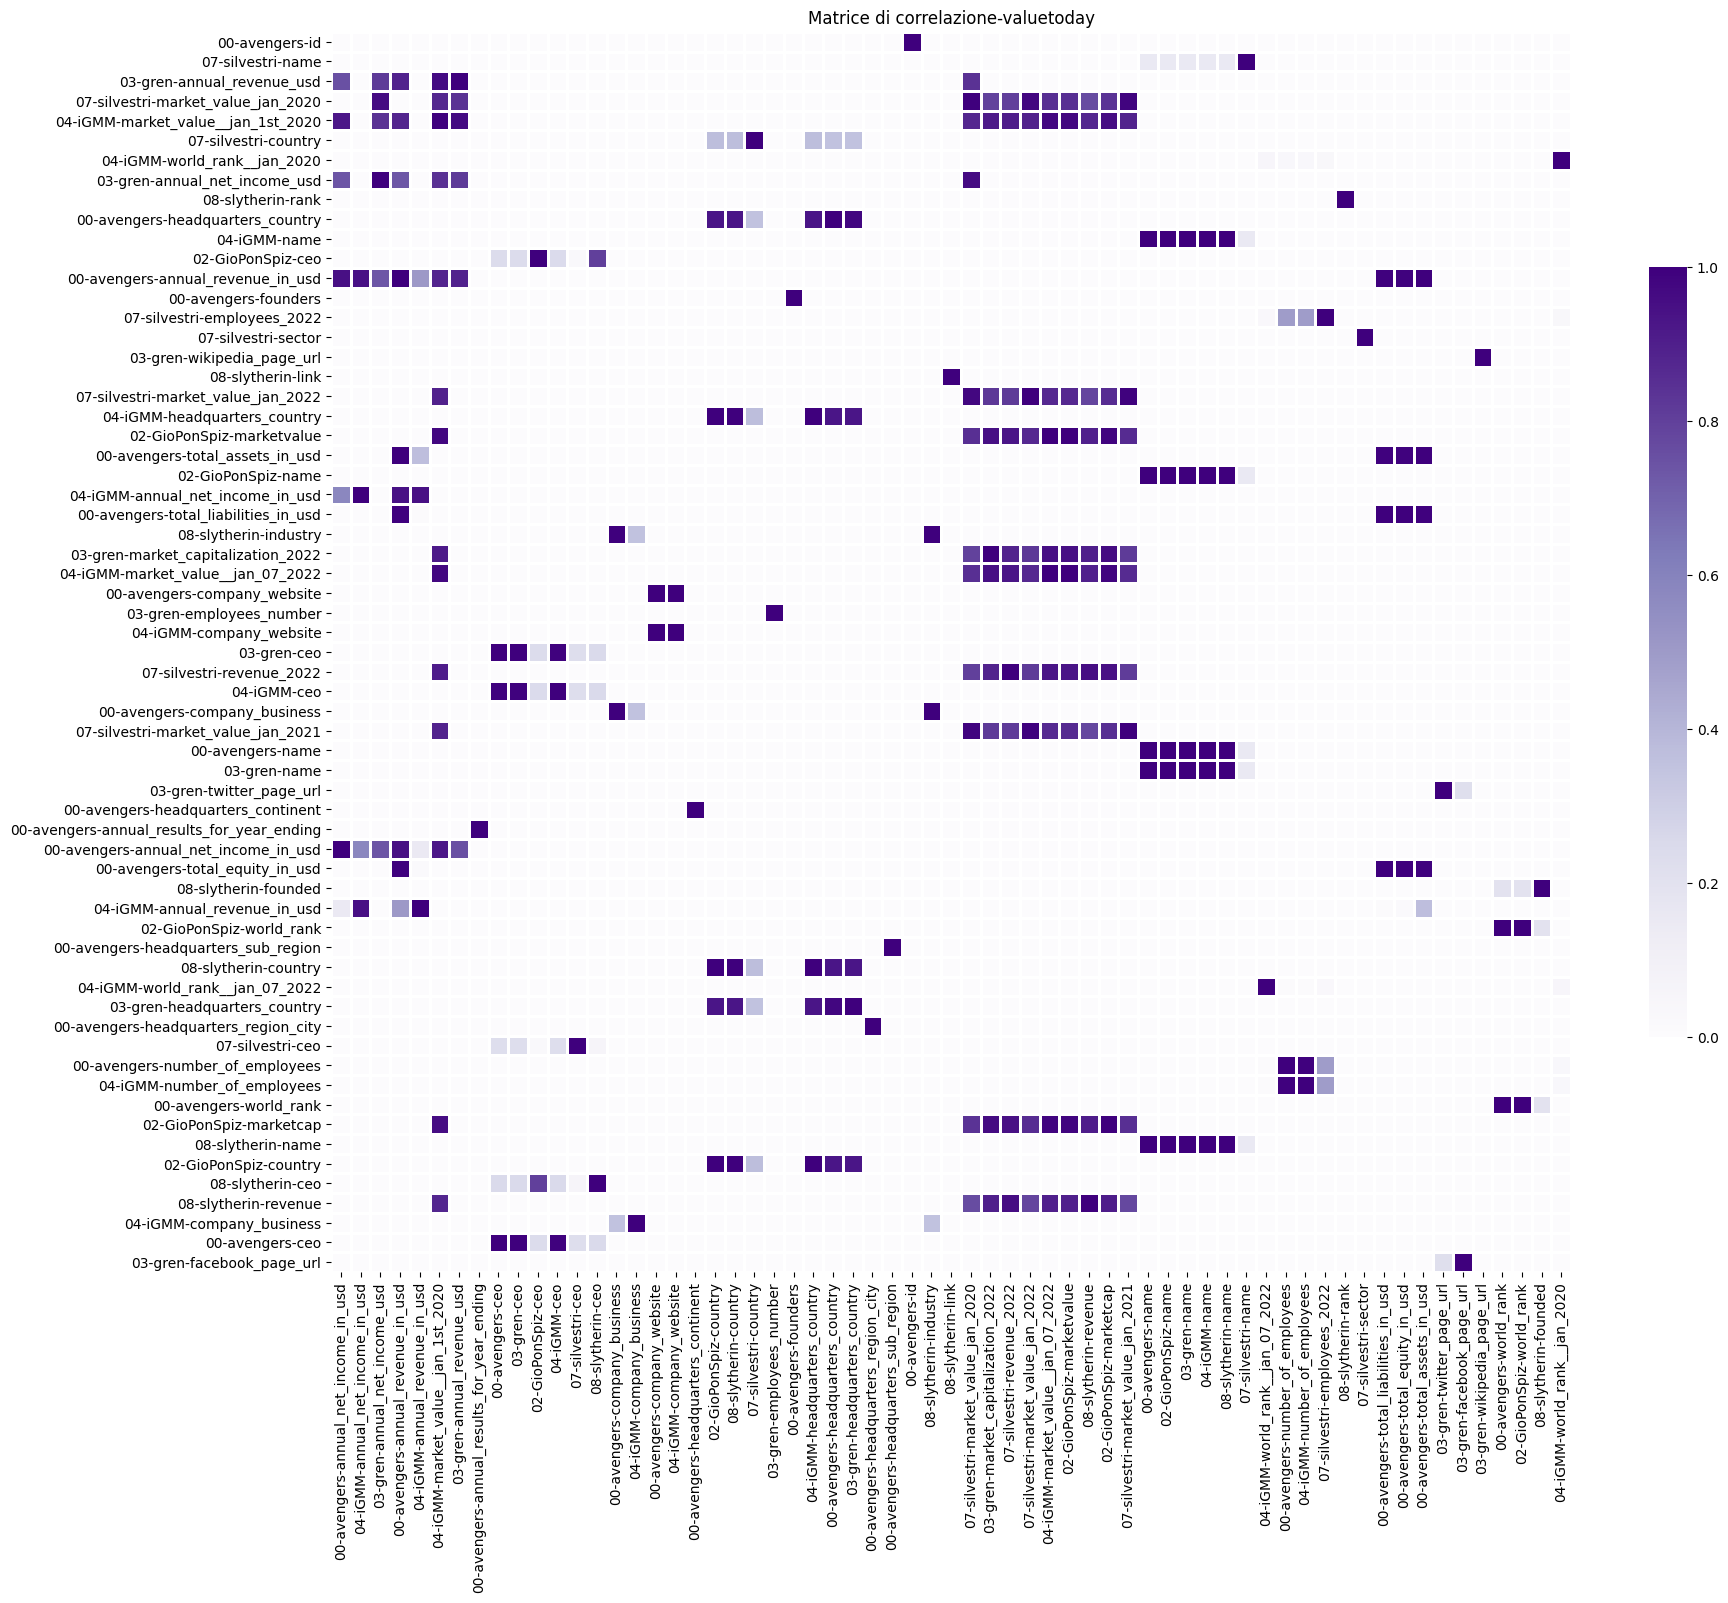 Matrice di correlazione-valuetoday
00-avengers-id
07-silvestri-name
03-gren-annual_revenue_usd
07-silvestri-market_value_jan_2020
04-iGMM-market_value__jan_1st_2020
07-silvestri-country
04-iGMM-world_rank__jan_2020
03-gren-annual_net_income_usd
08-slytherin-rank
00-avengers-headquarters_country
04-iGMM-name
02-GioPonSpiz-ceo
00-avengers-annual_revenue_in_usd
00-avengers-founders
07-silvestri-employees_2022
07-silvestri-sector
03-gren-wikipedia_page_url
08-slytherin-link
07-silvestri-market_value_jan_2022
04-iGMM-headquarters_country
02-GioPonSpiz-marketvalue
00-avengers-total_assets_in_usd
02-GioPonSpiz-name
04-iGMM-annual_net_income_in_usd
00-avengers-total_liabilities_in_usd
08-slytherin-industry
03-gren-market_capitalization_2022
04-iGMM-market_value__jan_07_2022
00-avengers-company_website
03-gren-employees_number
04-iGMM-company_website
03-gren-ceo
07-silvestri-revenue_2022
04-iGMM-ceo
00-avengers-company_business
07-silvestri-market_value_jan_2021
00-avengers-name
03-gren-name
03-gren-twitter_page_url
00-avengers-headquarters_continent
00-avengers-annual_results_for_year_ending
00-avengers-annual_net_income_in_usd
00-avengers-total_equity_in_usd
08-slytherin-founded
04-iGMM-annual_revenue_in_usd
02-GioPonSpiz-world_rank
00-avengers-headquarters_sub_region
08-slytherin-country
04-iGMM-world_rank__jan_07_2022
03-gren-headquarters_country
00-avengers-headquarters_region_city
07-silvestri-ceo
00-avengers-number_of_employees
04-iGMM-number_of_employees
00-avengers-world_rank
02-GioPonSpiz-marketcap
08-slytherin-name
02-GioPonSpiz-country
08-slytherin-ceo
08-slytherin-revenue
04-iGMM-company_business
00-avengers-ceo
03-gren-facebook_page_url
00-avengers-annual_net_income_in_usd
04-iGMM-annual_net_income_in_usd
03-gren-annual_net_income_usd
00-avengers-annual_revenue_in_usd
04-iGMM-annual_revenue_in_usd
04-iGMM-market_value__jan_1st_2020
03-gren-annual_revenue_usd
00-avengers-annual_results_for_year_ending
00-avengers-ceo
03-gren-ceo
02-GioPonSpiz-ceo
04-iGMM-ceo
07-silvestri-ceo
08-slytherin-ceo
00-avengers-company_business
04-iGMM-company_business
00-avengers-company_website
04-iGMM-company_website
00-avengers-headquarters_continent
02-GioPonSpiz-country
08-slytherin-country
07-silvestri-country
03-gren-employees_number
00-avengers-founders
04-iGMM-headquarters_country
00-avengers-headquarters_country
03-gren-headquarters_country
00-avengers-headquarters_region_city
00-avengers-headquarters_sub_region
00-avengers-id
08-slytherin-industry
08-slytherin-link
07-silvestri-market_value_jan_2020
03-gren-market_capitalization_2022
07-silvestri-revenue_2022
07-silvestri-market_value_jan_2022
04-iGMM-market_value__jan_07_2022
02-GioPonSpiz-marketvalue
08-slytherin-revenue
02-GioPonSpiz-marketcap
07-silvestri-market_value_jan_2021
00-avengers-name
02-GioPonSpiz-name
03-gren-name
04-iGMM-name
08-slytherin-name
07-silvestri-name
04-iGMM-world_rank__jan_07_2022
00-avengers-number_of_employees
04-iGMM-number_of_employees
07-silvestri-employees_2022
08-slytherin-rank
07-silvestri-sector
00-avengers-total_liabilities_in_usd
00-avengers-total_equity_in_usd
00-avengers-total_assets_in_usd
03-gren-twitter_page_url
03-gren-facebook_page_url
03-gren-wikipedia_page_url
00-avengers-world_rank
02-GioPonSpiz-world_rank
08-slytherin-founded
04-iGMM-world_rank__jan_2020
1.0
0.8
0.6
0.4
0.2
0.0